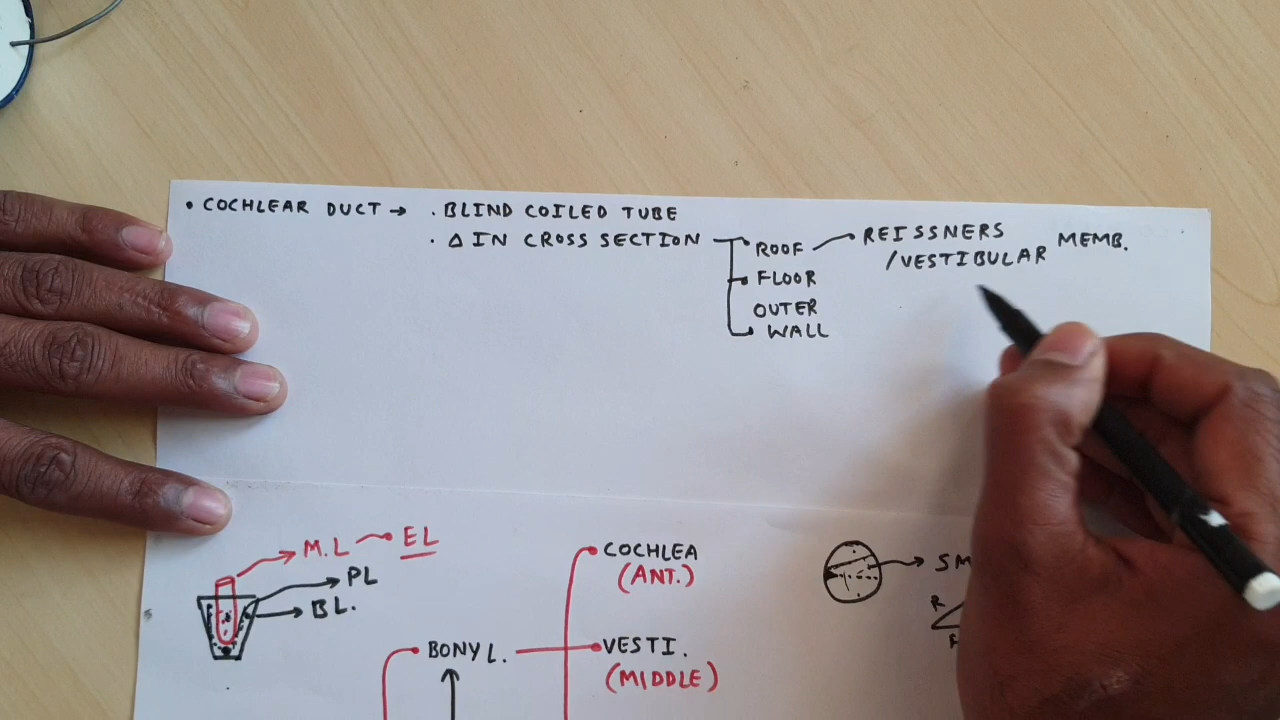 • COCHLEAR DUCT → . BLIND COILED TUBE
. Δ IN CROSS SECTION
ROOF
REISSNERS
/VESTIBULAR MEMB.
FLOOR
OUTER
WALL
M.L
EL
PL
BL.
BONY L.
COCHLEA
(ANT.)
VESTI.
(MIDDLE)
SM
R